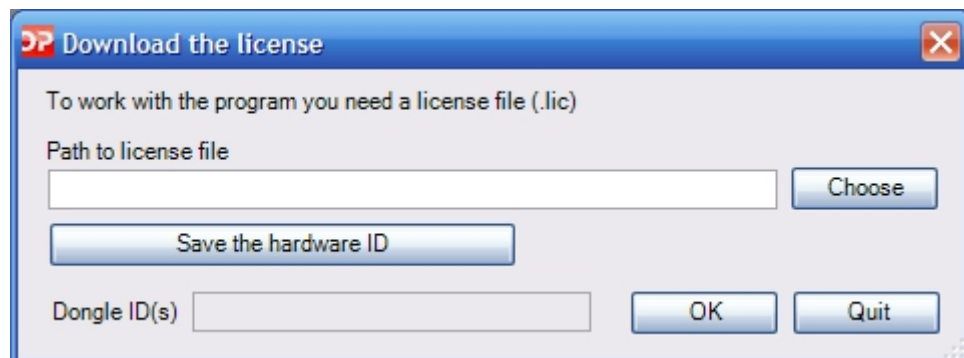 Download the license
To work with the program you need a license file (.lic)
Path to license file
Choose
Save the hardware ID
Dongle ID(s)
OK
Quit